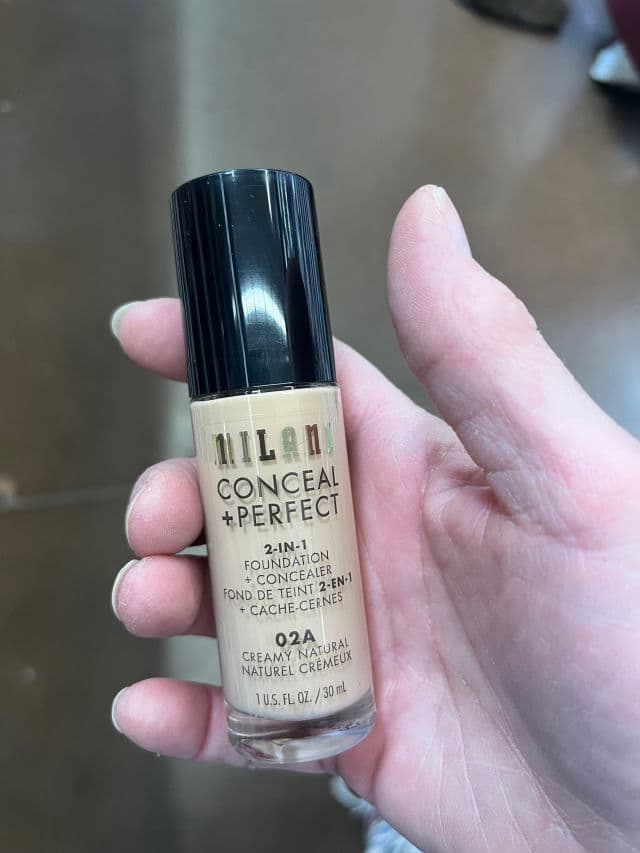 MILANI
CONCEAL
+PERFECT
2-IN-1
FOUNDATION
+ CONCEALER
FOND DE TEINT 2-EN-1
+ CACHE-CERNES
02A
CREAMY NATURAL
NATUREL CRÉMEUX
1 U.S. FL. OZ. / 30 mL